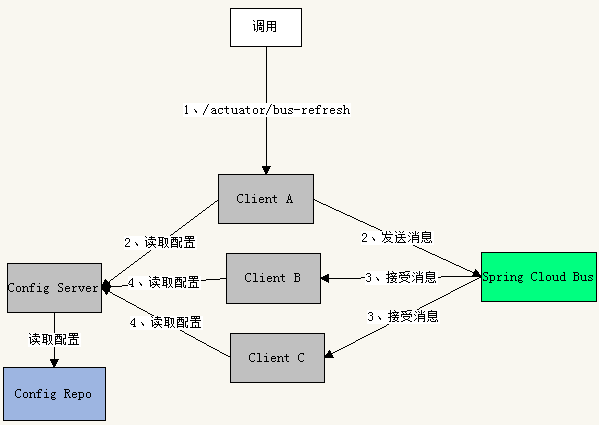 调用
1、/actuator/bus-refresh
Client A
2、读取配置
2、发送消息
Client B
4、读取配置
3、接受消息
Spring Cloud Bus
Config Server
4、读取配置
3、接受消息
读取配置
Client C
Config Repo